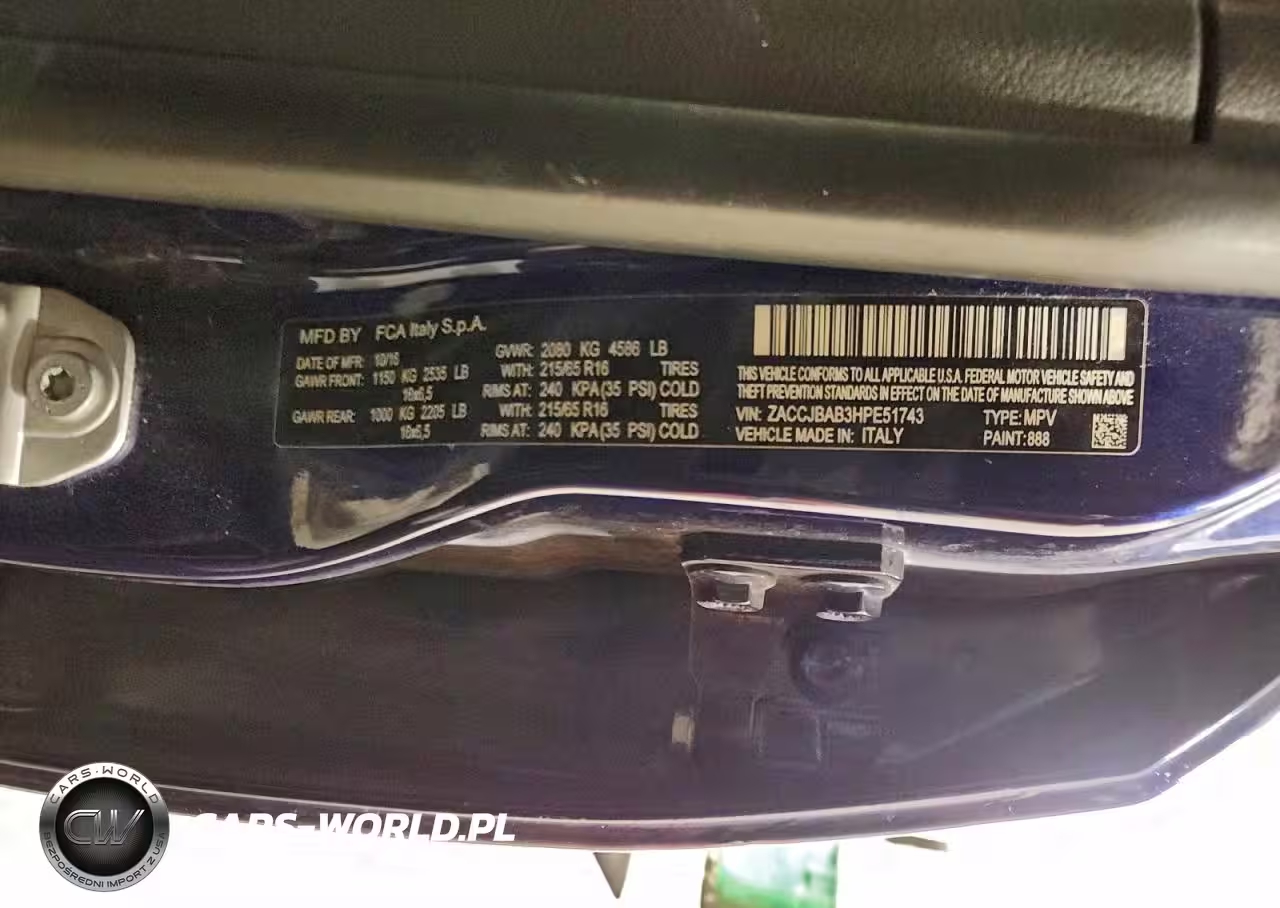 MFD BY FCA Italy S.p.A.
DATE OF MFR: 10/16 GVWR: 2080 KG 4586 LB
GAWR FRONT: 1150 KG 2535 LB WITH: 215/65 R16 TIRES
16x6,5 RIMS AT: 240 KPA(35 PSI) COLD
GAWR REAR: 1000 KG 2205 LB WITH: 215/65 R16 TIRES
16x6,5 RIMS AT: 240 KPA(35 PSI) COLD
THIS VEHICLE CONFORMS TO ALL APPLICABLE U.S.A. FEDERAL MOTOR VEHICLE SAFETY AND
THEFT PREVENTION STANDARDS IN EFFECT ON THE DATE OF MANUFACTURE SHOWN ABOVE
VIN: ZACCJBAB3HPE51743 TYPE: MPV
VEHICLE MADE IN: ITALY PAINT: 888
CARS-WORLD
CW
BEZPOŚREDNI IMPORT Z USA
CARS-WORLD.PL